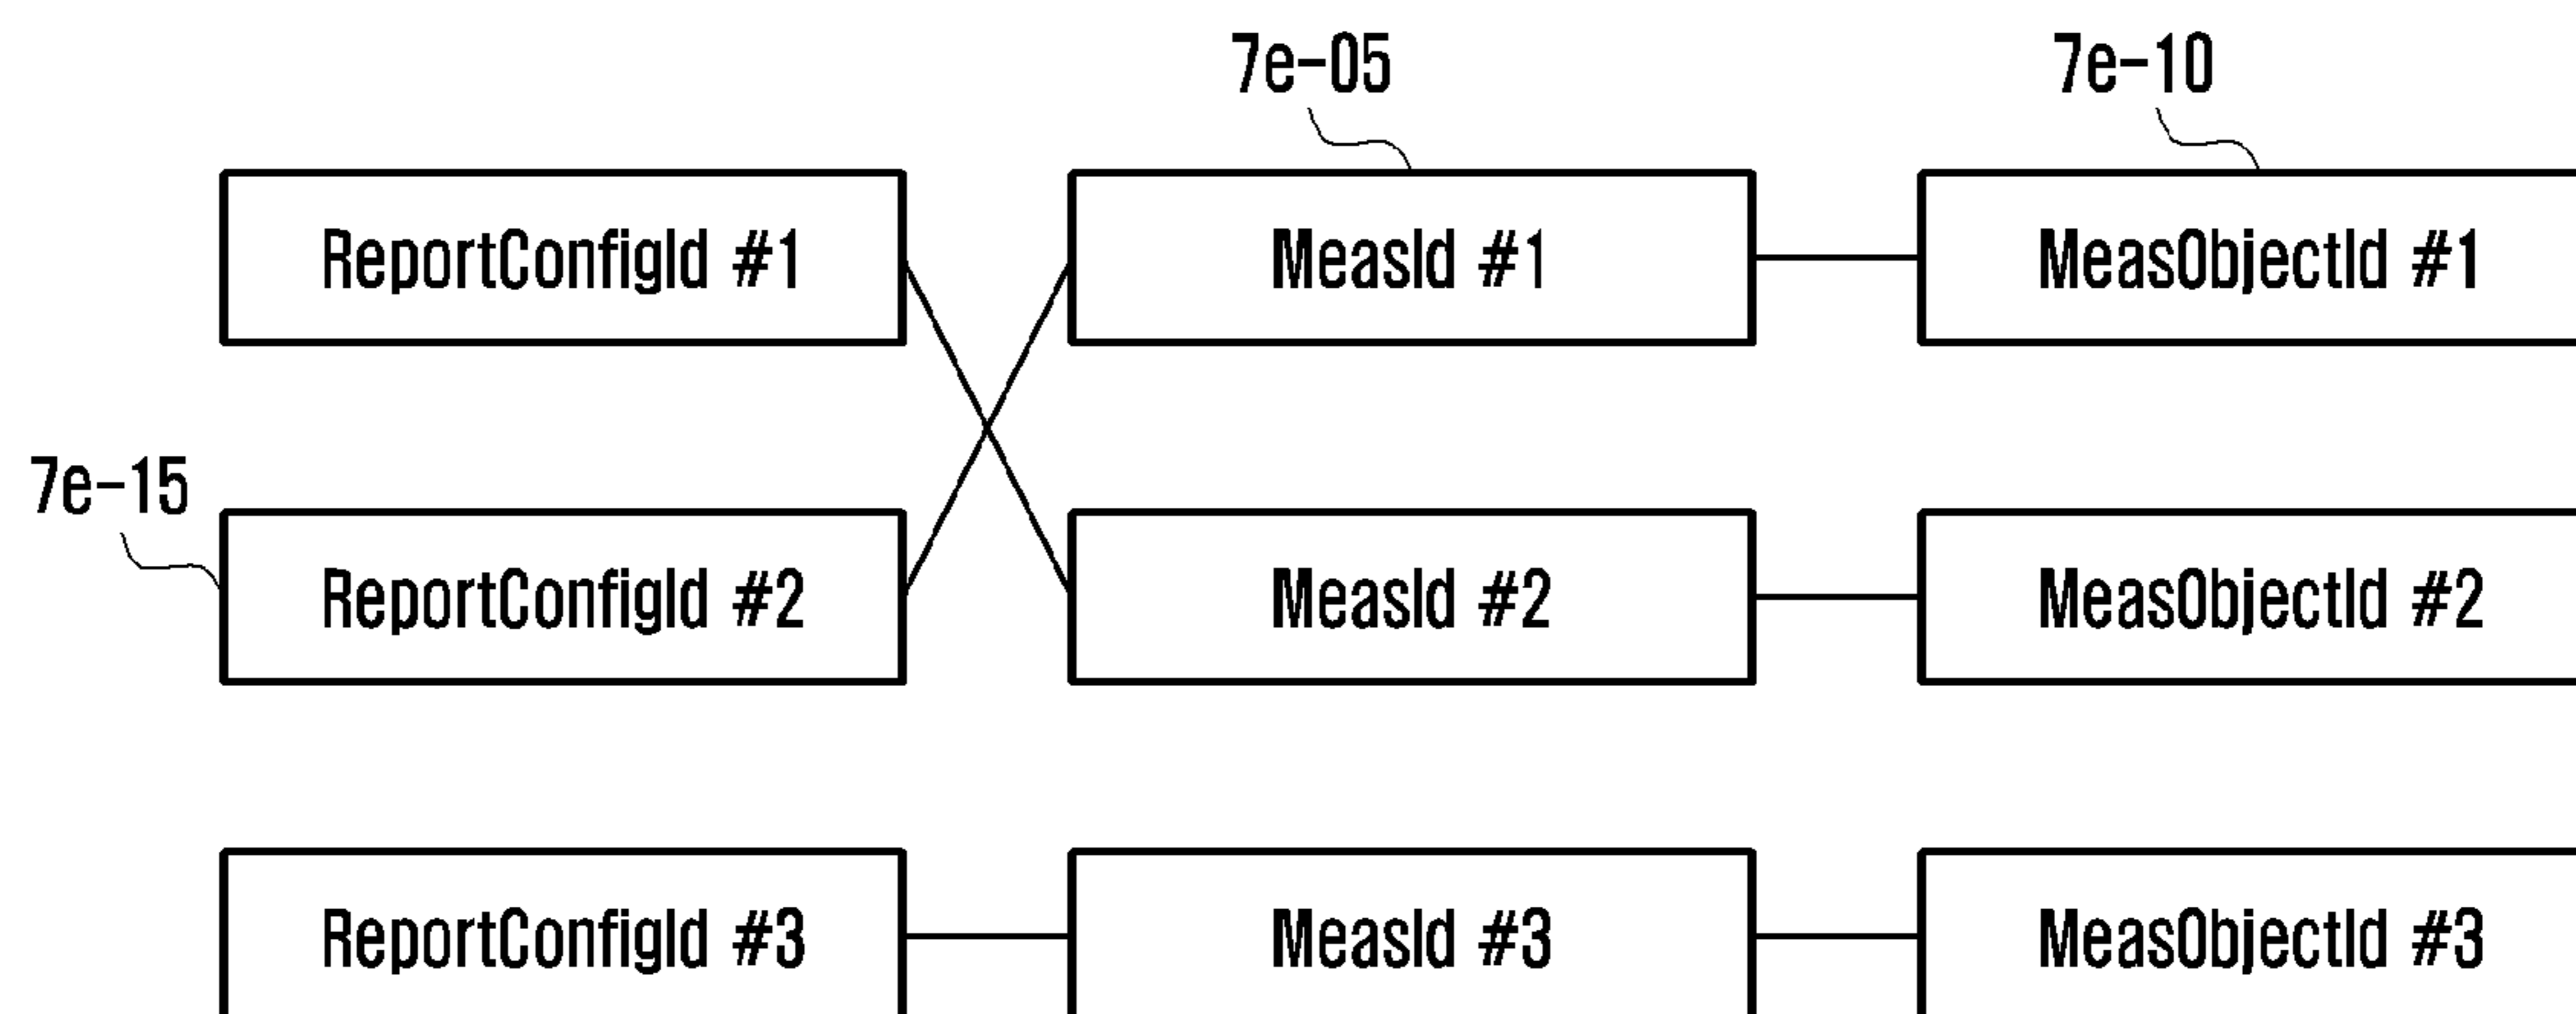 7e-05
7e-10
ReportConfigId #1
MeasId #1
MeasObjectId #1
7e-15
ReportConfigId #2
MeasId #2
MeasObjectId #2
ReportConfigId #3
MeasId #3
MeasObjectId #3